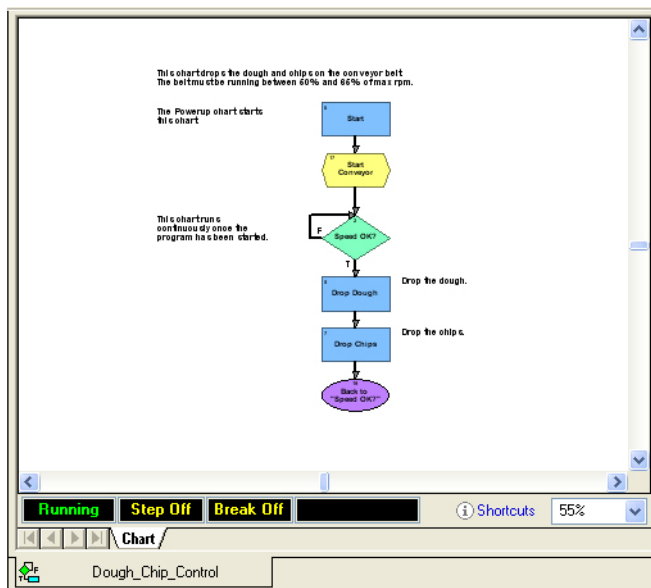 This chart drops the dough and chips on the conveyor belt
The belt must be running between 50% and 65% of max rpm.
The Powerup chart starts
this chart
Start
Start
Conveyor
This chart runs
continuously once the
program has been started.
F
Speed OK?
T
Drop Dough
Drop the dough.
Drop Chips
Drop the chips.
Back to
"Speed OK?"
Running
Step Off
Break Off
Shortcuts
55%
Chart
T
F
Dough_Chip_Control